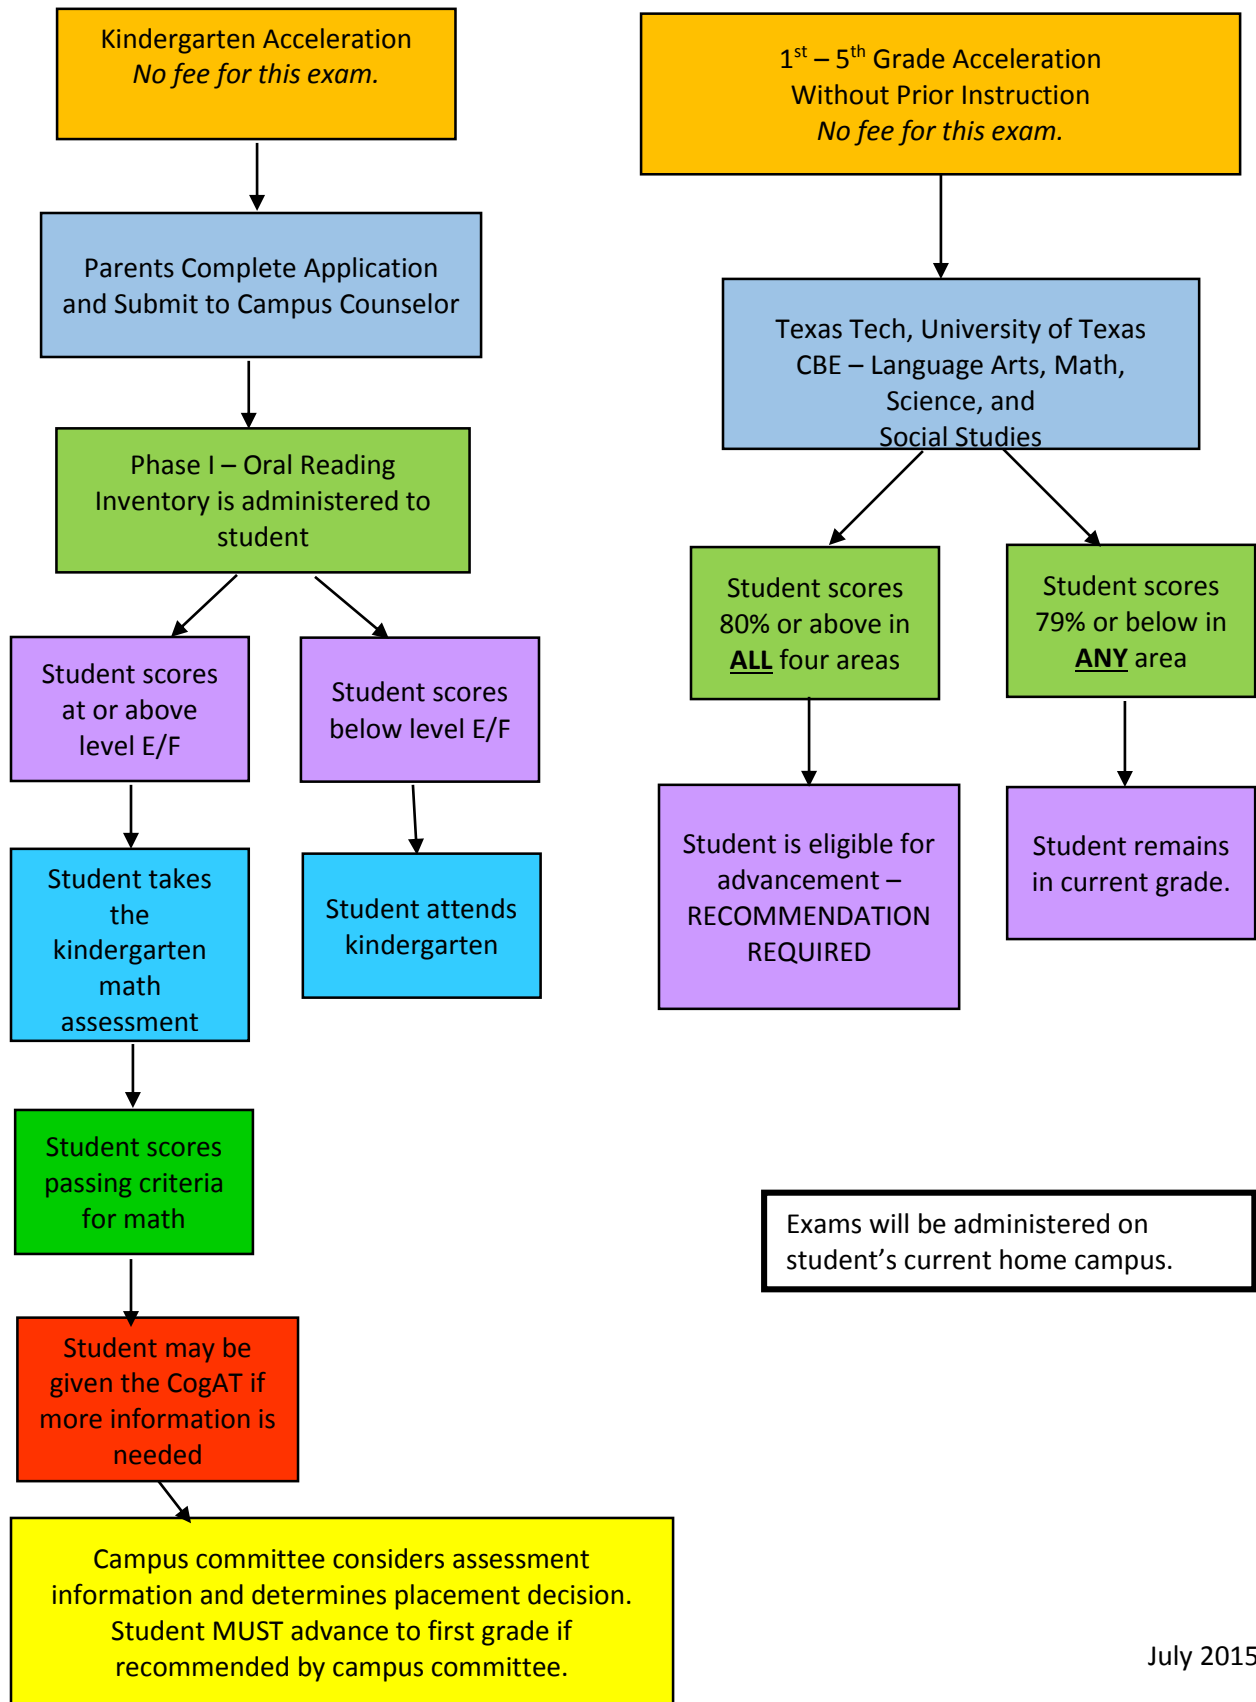 Kindergarten Acceleration
No fee for this exam.
Parents Complete Application
and Submit to Campus Counselor
Phase I – Oral Reading
Inventory is administered to
student
Student scores
at or above
level E/F
Student scores
below level E/F
Student takes
the
kindergarten
math
assessment
Student attends
kindergarten
Student scores
passing criteria
for math
Student may be
given the CogAT if
more information is
needed
Campus committee considers assessment
information and determines placement decision.
Student MUST advance to first grade if
recommended by campus committee.
1st – 5th Grade Acceleration
Without Prior Instruction
No fee for this exam.
Texas Tech, University of Texas
CBE – Language Arts, Math,
Science, and
Social Studies
Student scores
80% or above in
ALL four areas
Student scores
79% or below in
ANY area
Student is eligible for
advancement –
RECOMMENDATION
REQUIRED
Student remains
in current grade.
Exams will be administered on
student’s current home campus.
July 2015